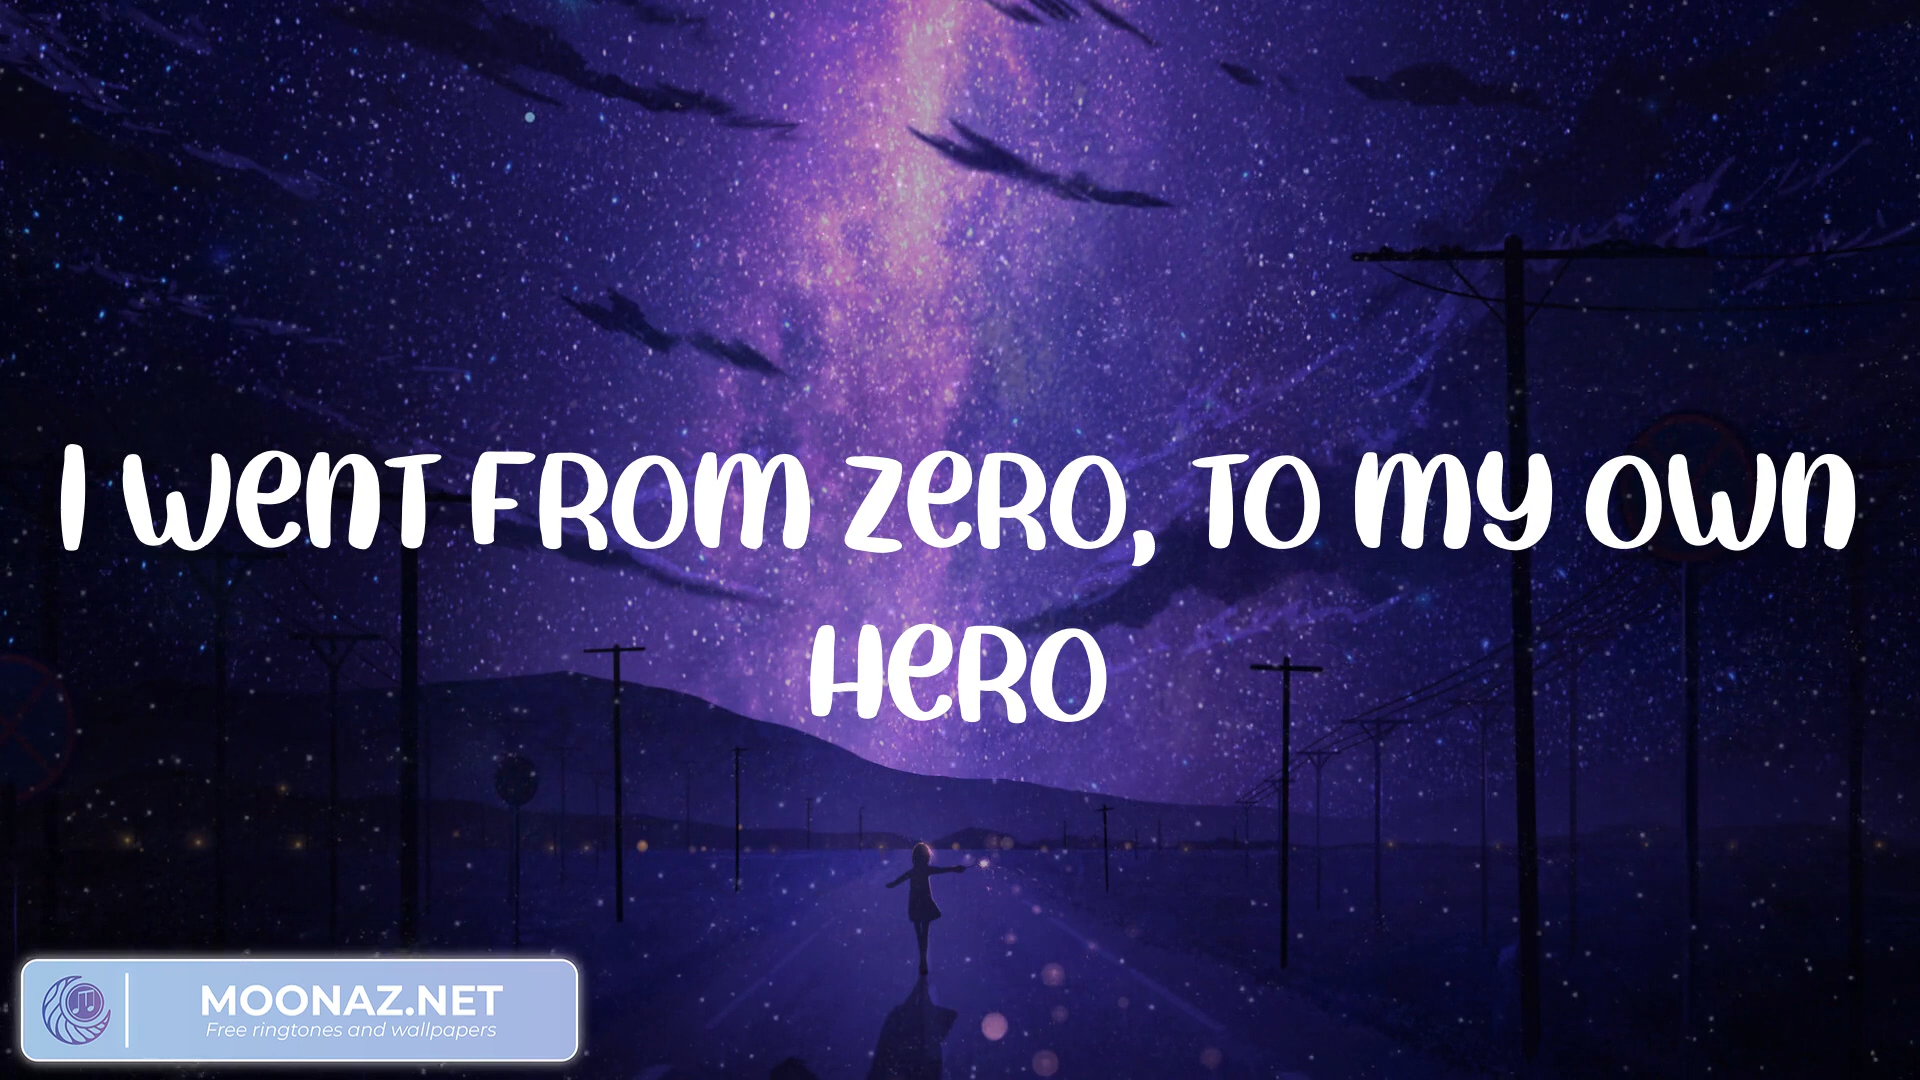 I WENT FROM ZERO, TO MY OWN
HERO
MOONAZ.NET
Free ringtones and wallpapers